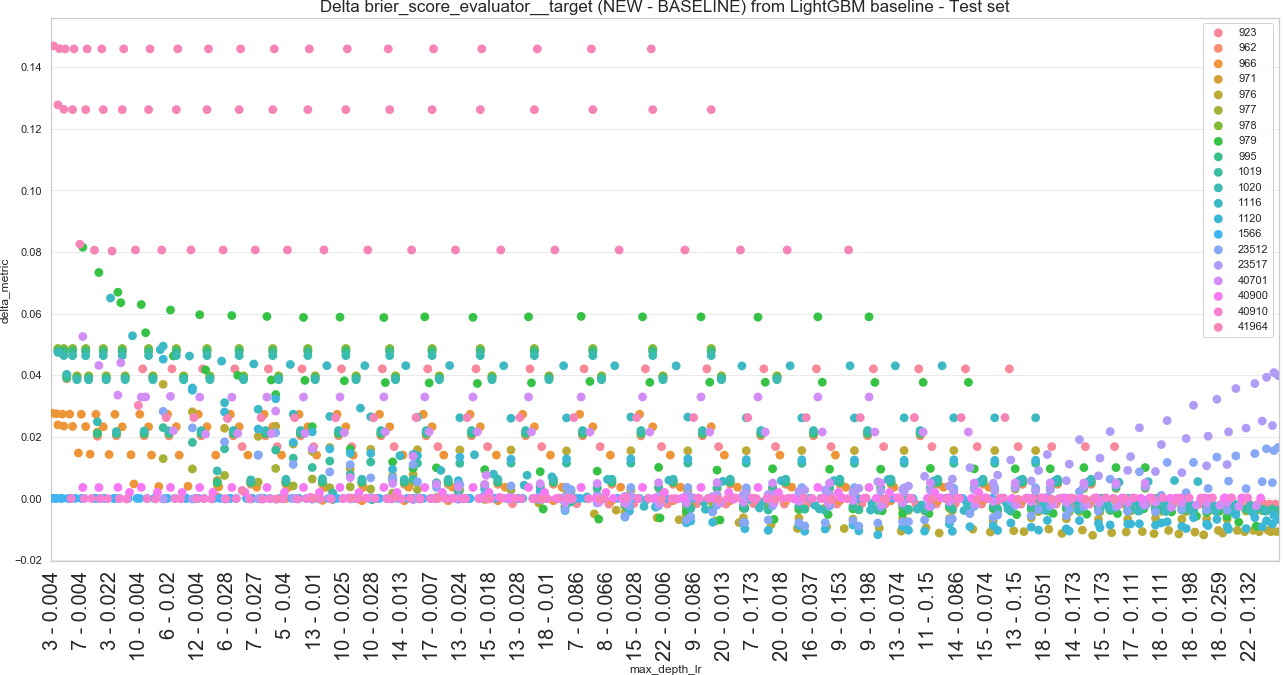 Delta brier_score_evaluator__target (NEW - BASELINE) from LightGBM baseline - Test set
delta_metric
0.14
0.12
0.10
0.08
0.06
0.04
0.02
0.00
−0.02
923
962
966
971
976
977
978
979
995
1019
1020
1116
1120
1566
23512
23517
40701
40900
40910
41964
3 - 0.004
7 - 0.004
3 - 0.022
10 - 0.004
6 - 0.02
12 - 0.004
6 - 0.028
7 - 0.027
5 - 0.04
13 - 0.01
10 - 0.025
10 - 0.028
14 - 0.013
17 - 0.007
13 - 0.024
15 - 0.018
13 - 0.028
18 - 0.01
7 - 0.086
8 - 0.066
15 - 0.028
22 - 0.006
9 - 0.086
20 - 0.013
7 - 0.173
20 - 0.018
16 - 0.037
9 - 0.153
9 - 0.198
13 - 0.074
11 - 0.15
14 - 0.086
15 - 0.074
13 - 0.15
18 - 0.051
14 - 0.173
15 - 0.173
17 - 0.111
18 - 0.111
18 - 0.198
18 - 0.259
22 - 0.132
max_depth_lr